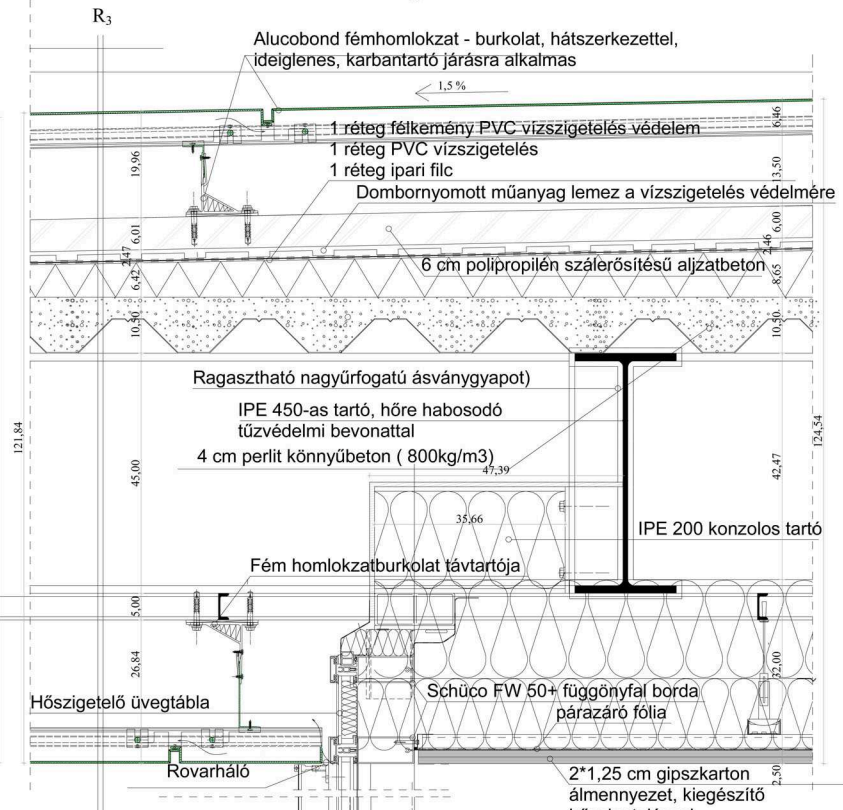 R3
Alucobond fémhomlokzat - burkolat, hátszerkezettel,
ideiglenes, karbantartó járásra alkalmas
1,5 %
6,46
1 réteg félkemény PVC vízszigetelés védelem
1 réteg PVC vízszigetelés
1 réteg ipari filc
19,96
13,50
Dombornyomott műanyag lemez a vízszigetelés védelmére
6,01
6,00
2,47
2,46
6 cm polipropilén szálerősítésű aljzatbeton
6,42
8,65
10,50
10,50
Ragasztható nagyűrfogatú ásványgyapot)
IPE 450-as tartó, hőre habosodó
tűzvédelmi bevonattal
4 cm perlit könnyűbeton ( 800kg/m3)
121,84
124,54
45,00
42,47
47,39
35,66
IPE 200 konzolos tartó
Fém homlokzatburkolat távtartója
5,00
26,84
32,00
Schüco FW 50+ függönyfal borda
Hőszigetelő üvegtábla
párazáró fólia
Rovarháló
2*1,25 cm gipszkarton
2,50
álmennyezet, kiegészítő